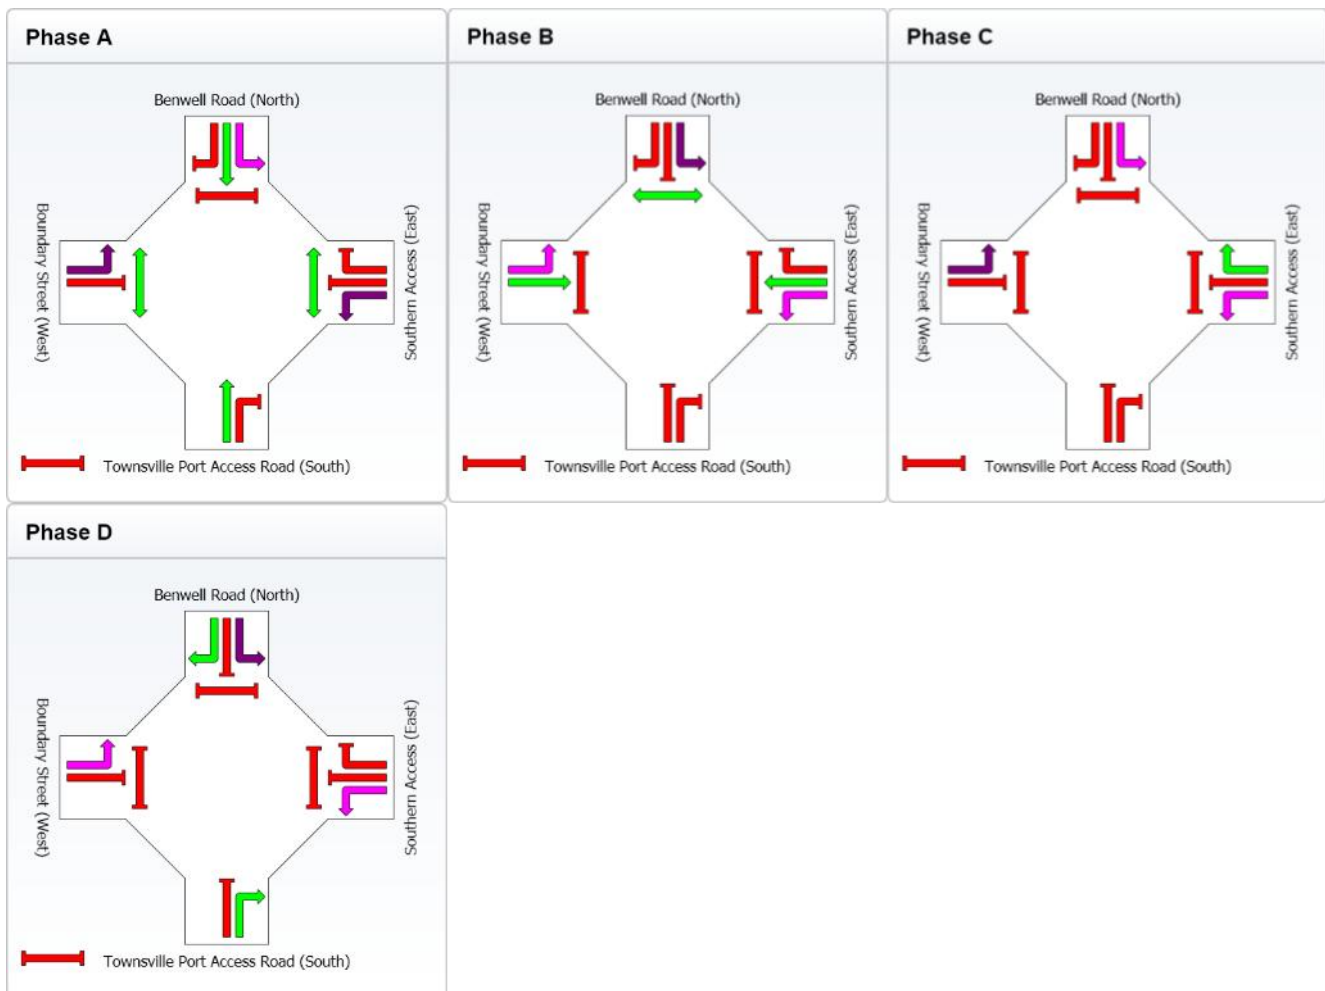 Phase A
Benwell Road (North)
Boundary Street (West)
Southern Access (East)
Townsville Port Access Road (South)
Phase B
Benwell Road (North)
Boundary Street (West)
Southern Access (East)
Townsville Port Access Road (South)
Phase C
Benwell Road (North)
Boundary Street (West)
Southern Access (East)
Townsville Port Access Road (South)
Phase D
Benwell Road (North)
Boundary Street (West)
Southern Access (East)
Townsville Port Access Road (South)